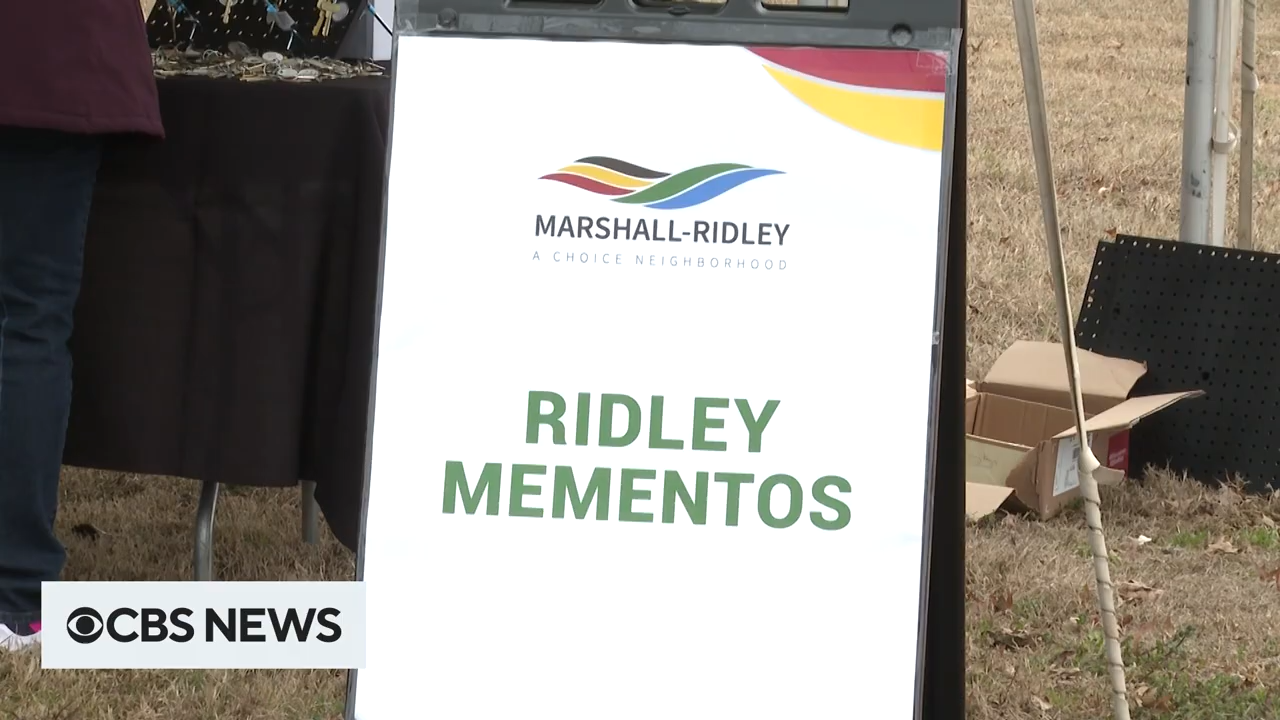 MARSHALL-RIDLEY
A CHOICE NEIGHBORHOOD
RIDLEY
MEMENTOS
CBS NEWS